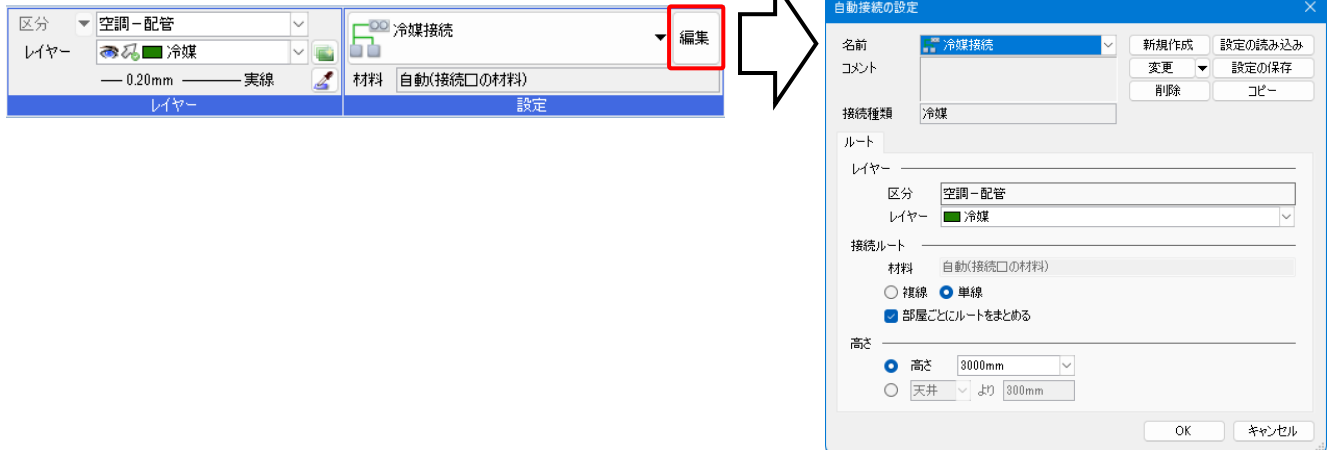 区分 空調－配管
レイヤー 冷媒
0.20mm 実線
レイヤー
冷媒接続
編集
材料 自動(接続口の材料)
設定
自動接続の設定
名前 冷媒接続 新規作成 設定の読み込み
コメント 変更 設定の保存
削除 コピー
接続種類 冷媒
ルート
レイヤー
区分 空調－配管
レイヤー 冷媒
接続ルート
材料 自動(接続口の材料)
複線 単線
部屋ごとにルートをまとめる
高さ
高さ 3000mm
天井 より 300mm
OK キャンセル